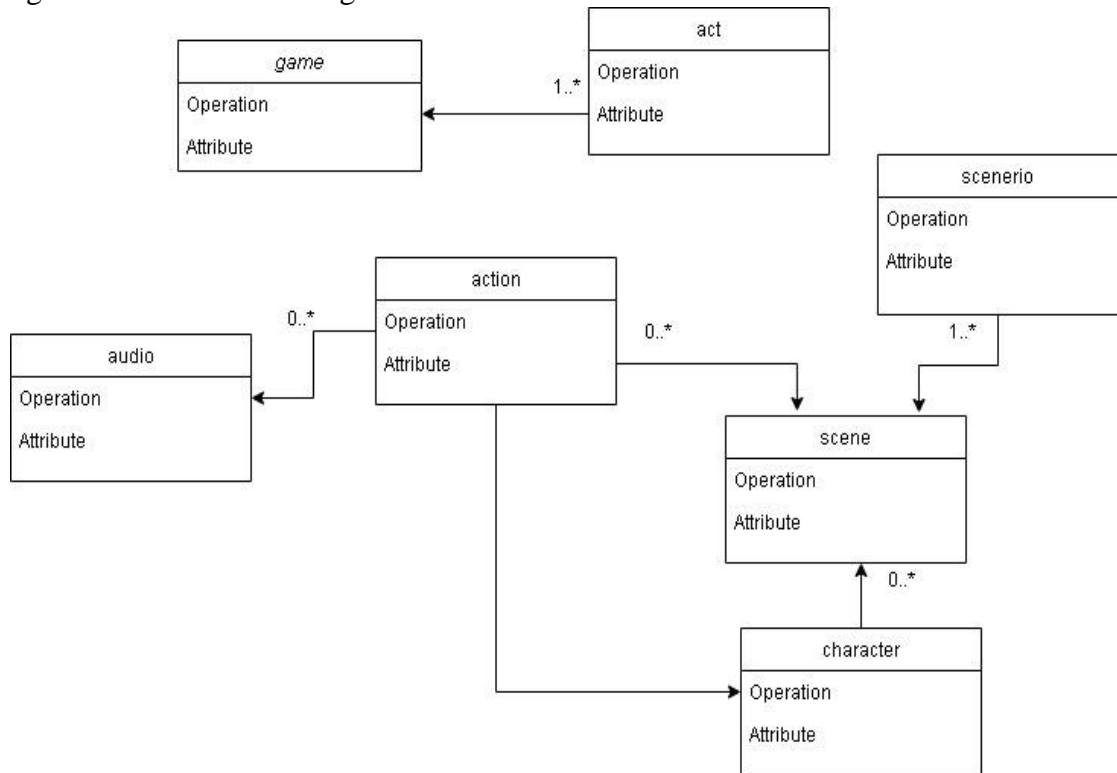 act
game
Operation
Attribute
1..*
Operation
Attribute
scenerio
Operation
Attribute
action
Operation
Attribute
0..*
0..*
1..*
audio
Operation
Attribute
scene
Operation
Attribute
0..*
character
Operation
Attribute